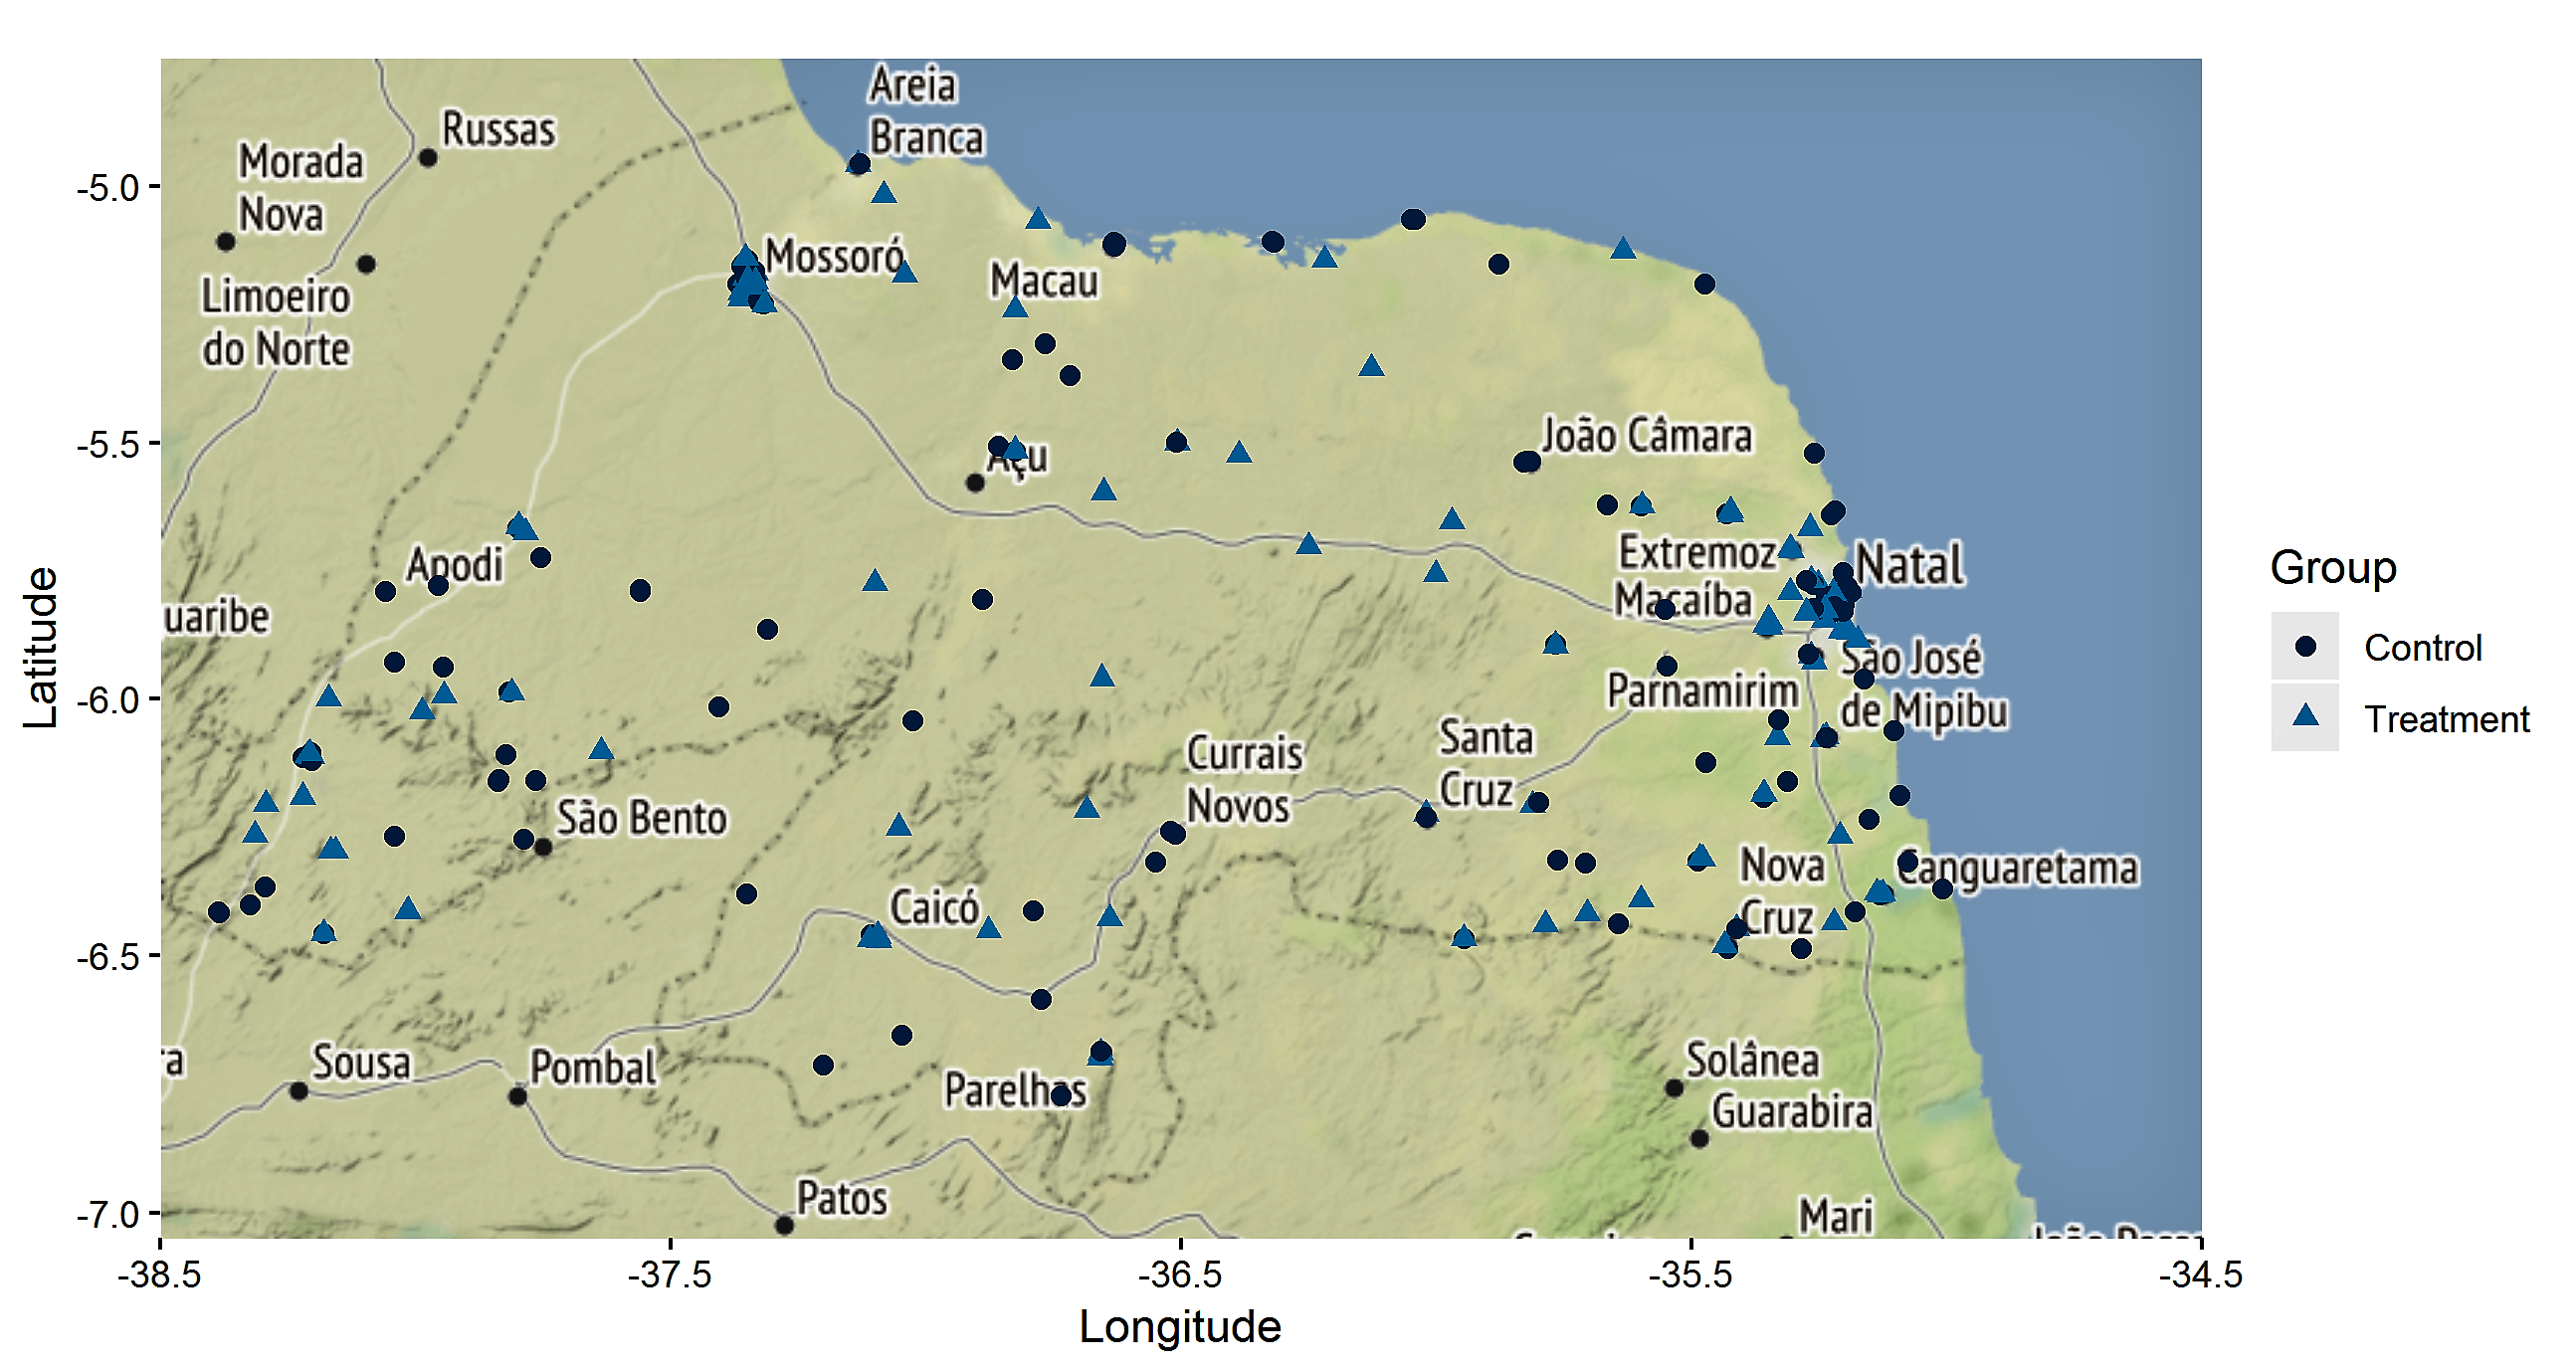 Areia
Branca
Russas
Morada
Nova
Limoeiro
do Norte
Mossoró
Macau
Açu
João Câmara
Extremoz
Natal
Macaíba
Apodi
uaribe
São José
de Mipibu
Parnamirim
Santa
Cruz
Currais
Novos
São Bento
Nova
Cruz
Canguaretama
Caicó
Sousa
Pombal
Parelhas
Solânea
Guarabira
Patos
Mari
ra
-5.0
-5.5
-6.0
-6.5
-7.0
Latitude
-38.5
-37.5
-36.5
-35.5
-34.5
Longitude
Group
Control
Treatment